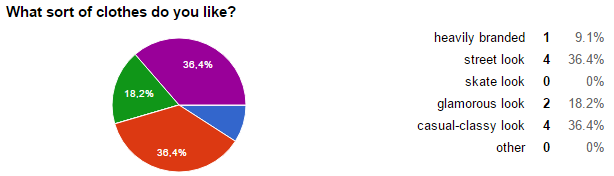 What sort of clothes do you like?
36,4%
18,2%
36,4%
heavily branded 1 9.1%
street look 4 36.4%
skate look 0 0%
glamorous look 2 18.2%
casual-classy look 4 36.4%
other 0 0%